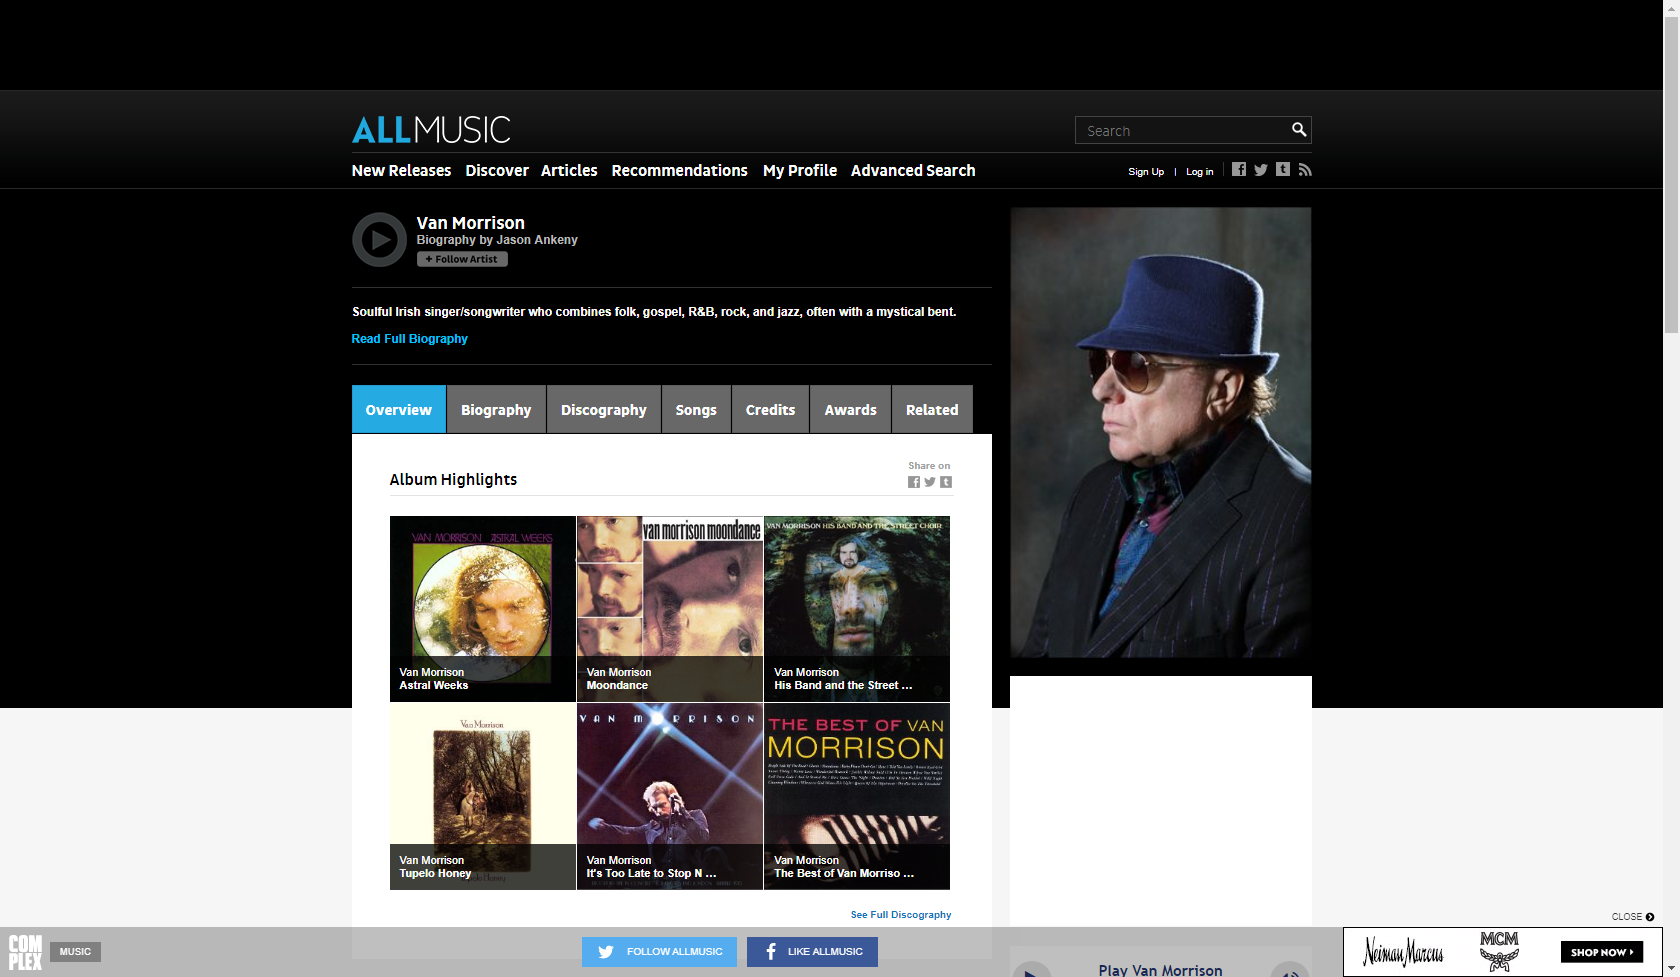 ALLMUSIC
Search
New Releases Discover Articles Recommendations My Profile Advanced Search
Sign Up | Log in
Van Morrison
Biography by Jason Ankeny
+ Follow Artist
Soulful Irish singer/songwriter who combines folk, gospel, R&B, rock, and jazz, often with a mystical bent.
Read Full Biography
Overview Biography Discography Songs Credits Awards Related
Album Highlights
Share on
VAN MORRISON ASTRAL WEEKS
Van Morrison
Astral Weeks
van morrison moondance
Van Morrison
Moondance
VAN MORRISON HIS BAND AND THE STREET CHOIR
Van Morrison
His Band and the Street ...
Van Morrison
Van Morrison
Tupelo Honey
VAN MORRISON
Van Morrison
It's Too Late to Stop N ...
THE BEST OF VAN
MORRISON
Van Morrison
The Best of Van Morriso ...
See Full Discography
CLOSE
COM
PLEX
MUSIC
FOLLOW ALLMUSIC
LIKE ALLMUSIC
Play Van Morrison
Neiman Marcus
MCM
SHOP NOW